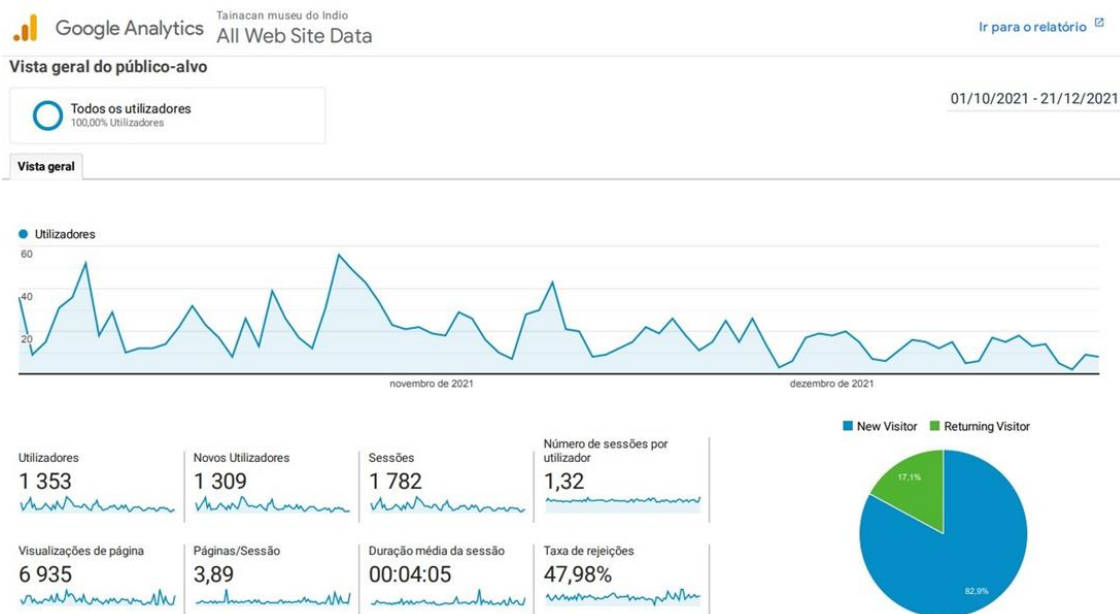 Google Analytics
Tainacan museu do Indio
All Web Site Data
Ir para o relatório
Vista geral do público-alvo
Todos os utilizadores
100,00% Utilizadores
01/10/2021 - 21/12/2021
Vista geral
Utilizadores
60
40
20
novembro de 2021
dezembro de 2021
New Visitor
Returning Visitor
Utilizadores
1 353
Novos Utilizadores
1 309
Sessões
1 782
Número de sessões por
utilizador
1,32
Visualizações de página
6 935
Páginas/Sessão
3,89
Duração média da sessão
00:04:05
Taxa de rejeições
47,98%
17,1%
82,9%